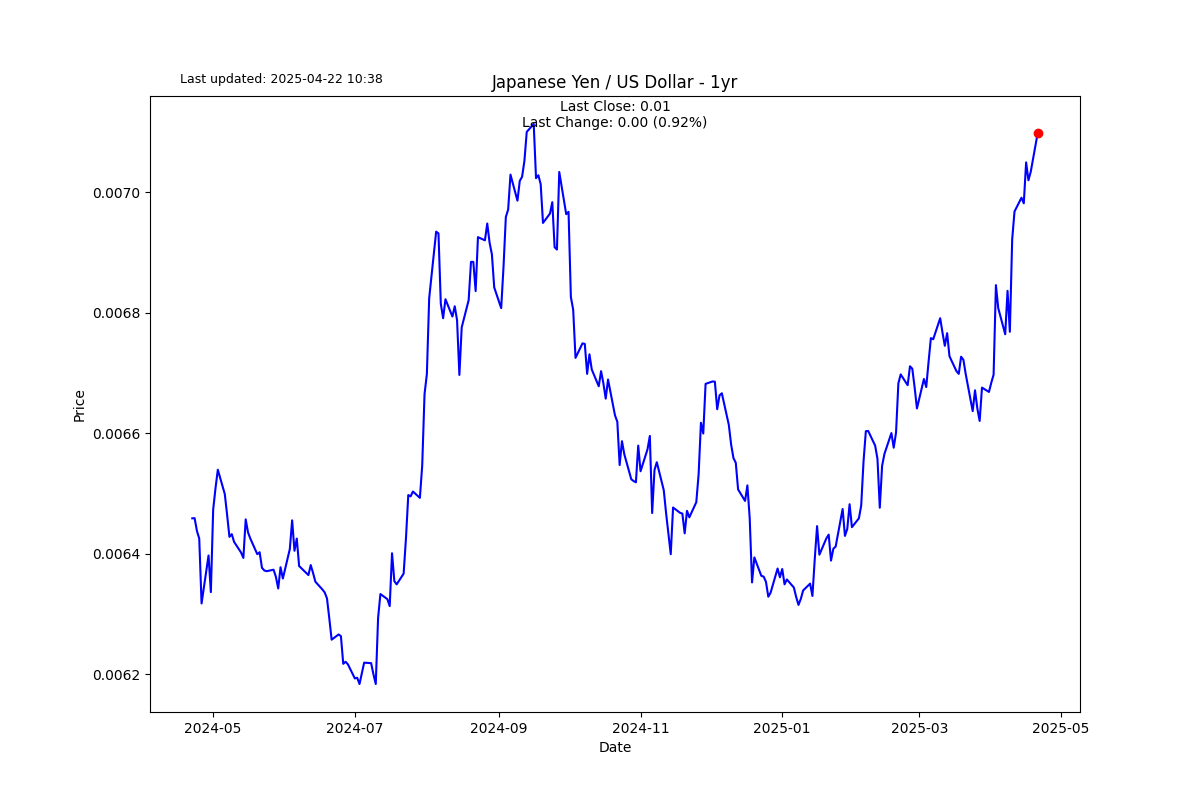 Last updated: 2025-04-22 10:38
Japanese Yen / US Dollar - 1yr
Last Close: 0.01
Last Change: 0.00 (0.92%)
0.0070
0.0068
0.0066
0.0064
0.0062
Price
2024-05 2024-07 2024-09 2024-11 2025-01 2025-03 2025-05
Date